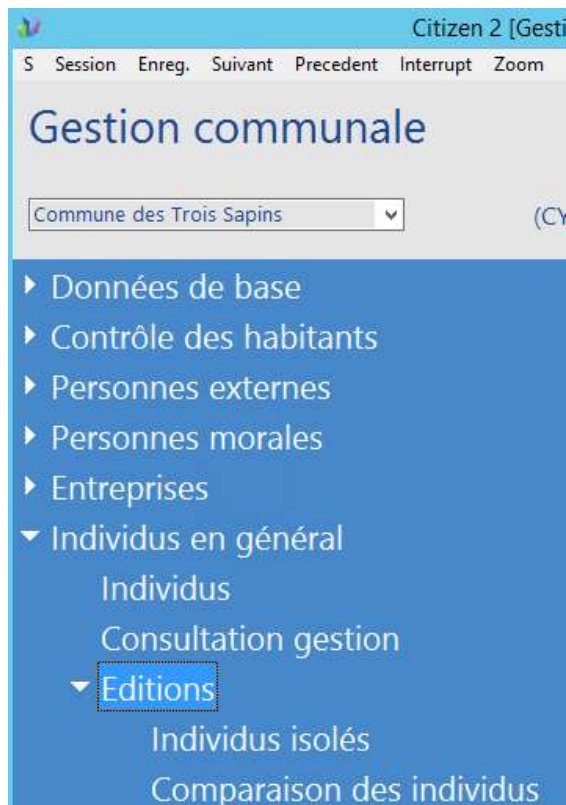 Citizen 2 [Gesti
S Session Enreg. Suivant Precedent Interrupt Zoom
Gestion communale
Commune des Trois Sapins (CY
Données de base
Contrôle des habitants
Personnes externes
Personnes morales
Entreprises
Individus en général
Individus
Consultation gestion
Editions
Individus isolés
Comparaison des individus